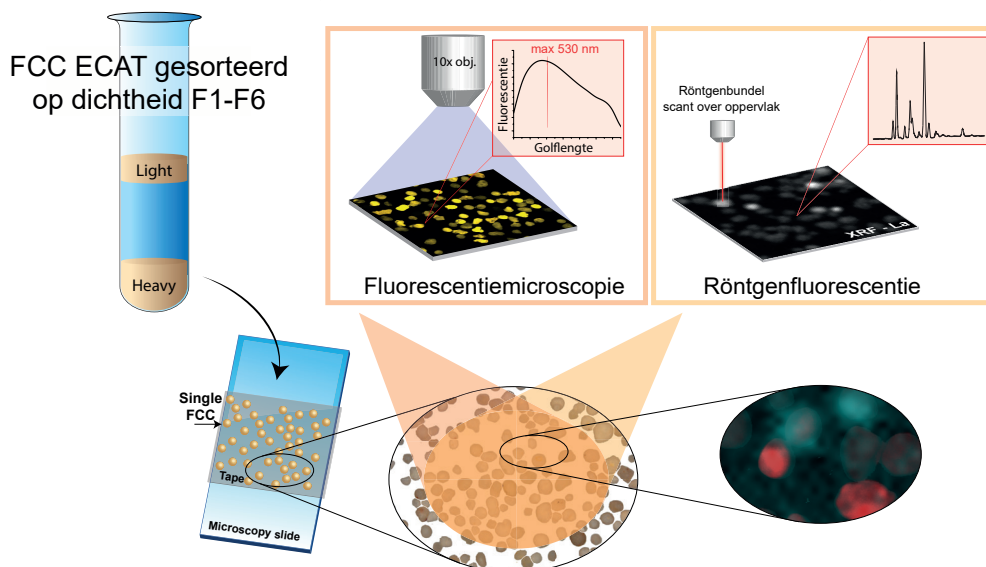 FCC ECAT gesorteerd
op dichtheid F1-F6
Light
Heavy
10x obj.
max 530 nm
Fluorescentie
Golflengte
Fluorescentiemicroscopie
Röntgenbundel
scant over oppervlak
XRF - La
Röntgenfluorescentie
Single
FCC
Tape
Microscopy slide